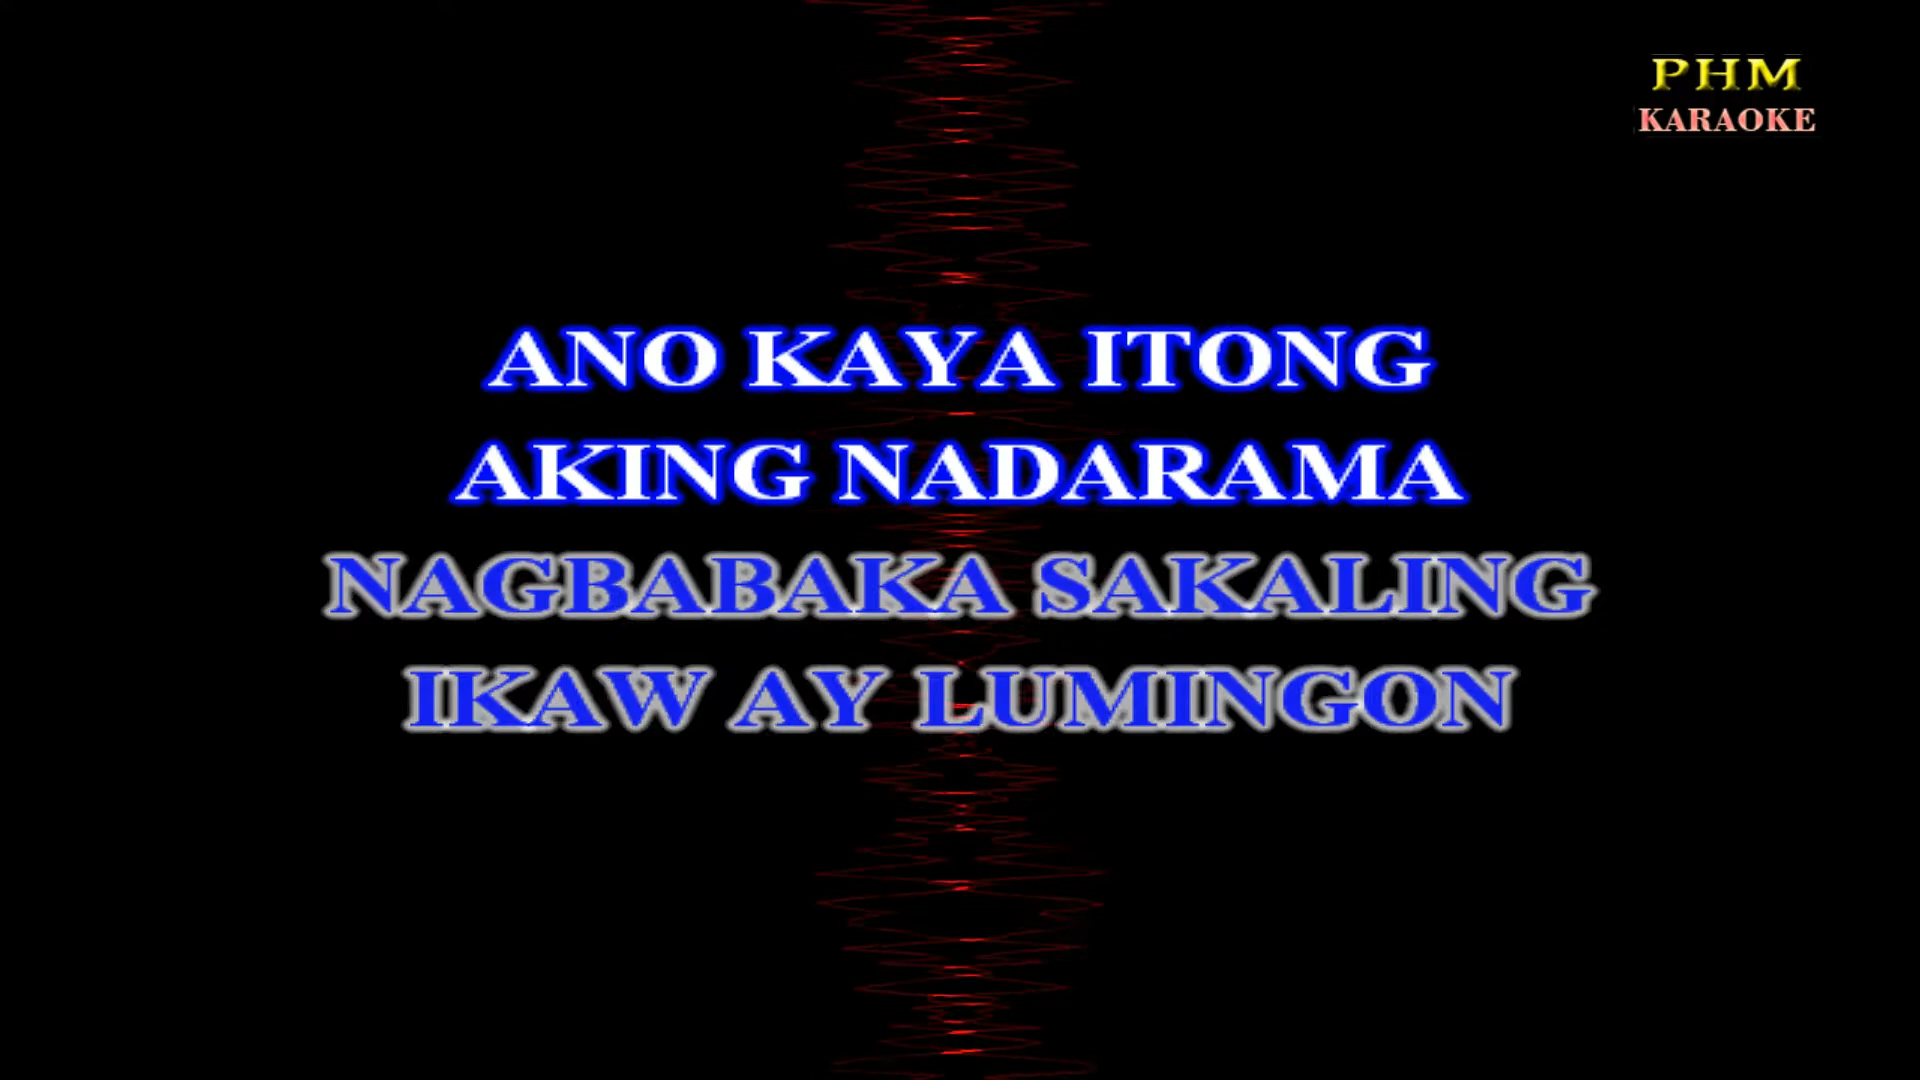 PHM
KARAOKE
ANO KAYA ITONG
AKING NADARAMA
NAGBABAKA SAKALING
IKAW AY LUMINGON